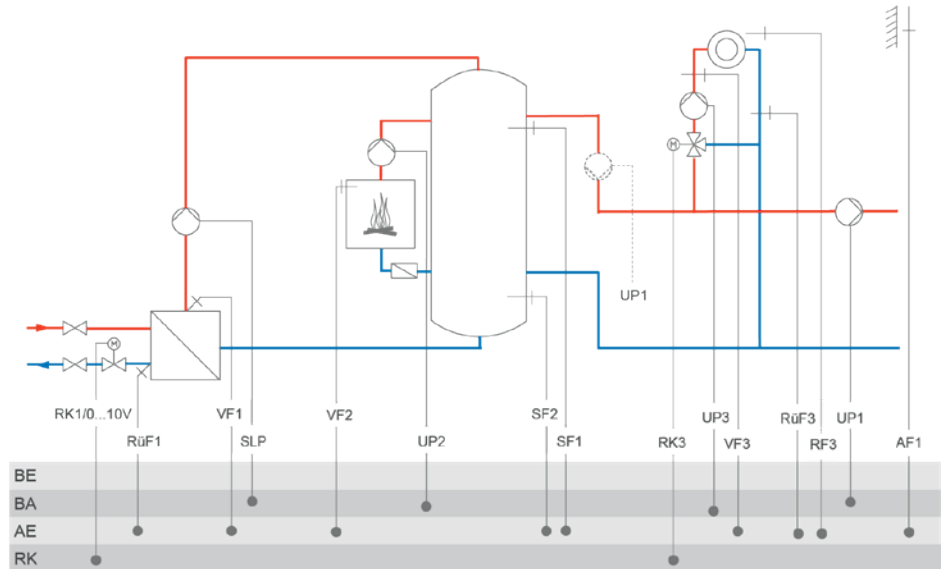 M
UP1
M
RK1/0...10V
VF1
VF2
SF2
UP3
RüF3
UP1
RüF1
SLP
UP2
SF1
RK3
VF3
RF3
AF1
BE
BA
AE
RK